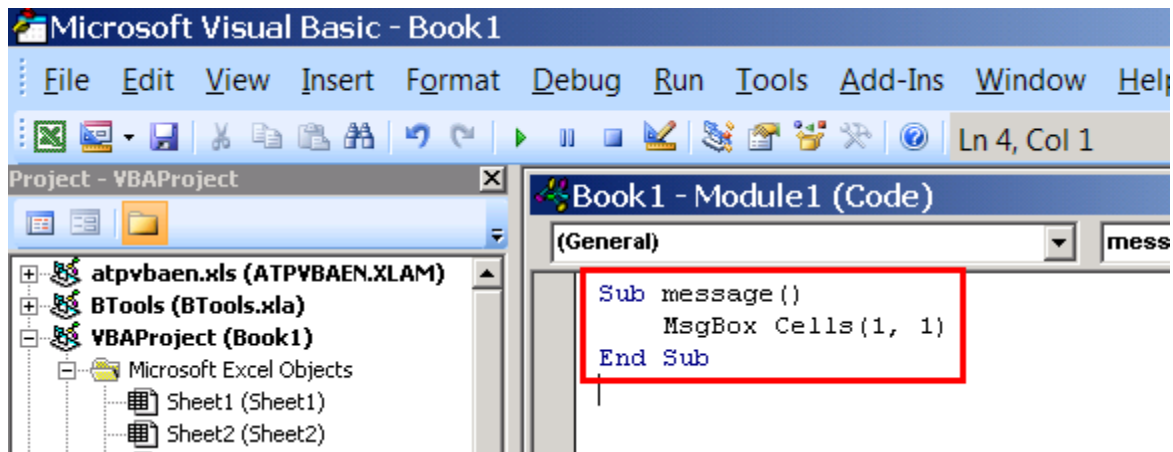 Microsoft Visual Basic - Book1
File Edit View Insert Format Debug Run Tools Add-Ins Window Help
Ln 4, Col 1
Project - VBAProject
Book1 - Module1 (Code)
(General)
mess
atpvbaen.xls (ATPVBAEN.XLAM)
BTools (BTools.xla)
VBAProject (Book1)
Microsoft Excel Objects
Sheet1 (Sheet1)
Sheet2 (Sheet2)
Sub message()
MsgBox Cells(1, 1)
End Sub